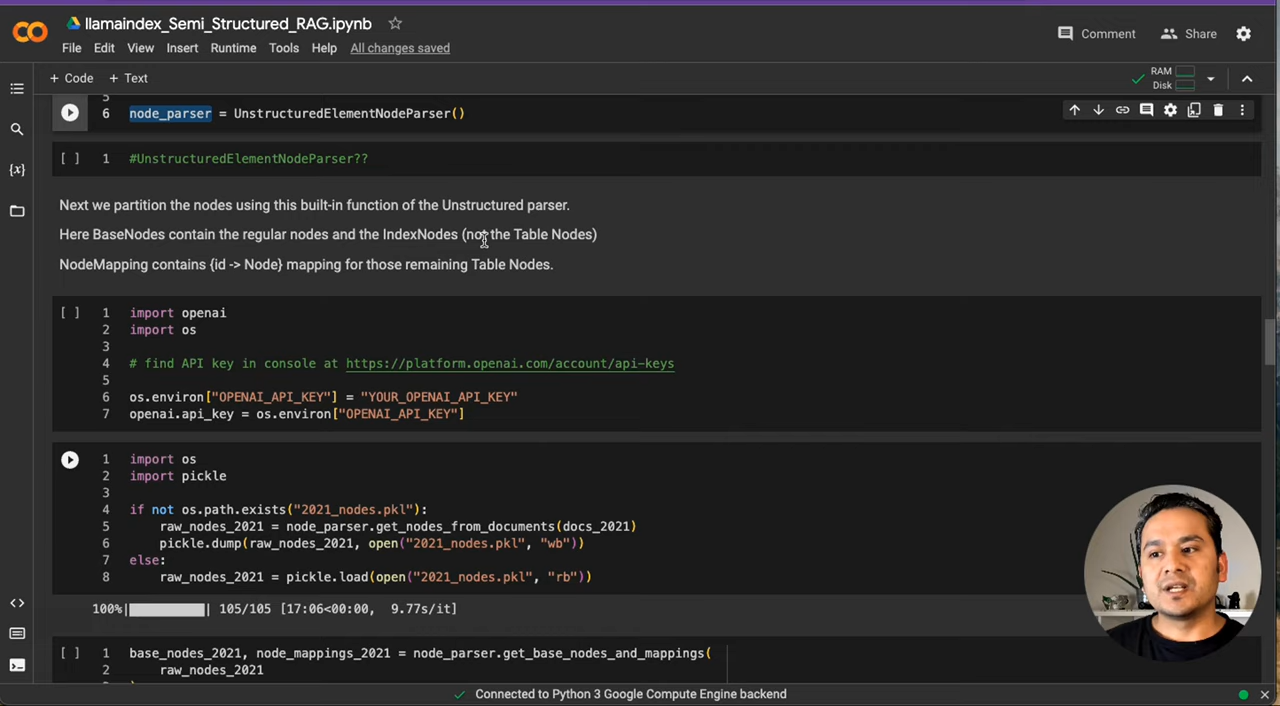 llamaindex_Semi_Structured_RAG.ipynb
File Edit View Insert Runtime Tools Help All changes saved
Comment Share
+ Code + Text
RAM
Disk
5
6 node_parser = UnstructuredElementNodeParser()
[ ] 1 #UnstructuredElementNodeParser??
Next we partition the nodes using this built-in function of the Unstructured parser.
Here BaseNodes contain the regular nodes and the IndexNodes (not the Table Nodes)
NodeMapping contains {id -> Node} mapping for those remaining Table Nodes.
[ ] 1 import openai
2 import os
3
4 # find API key in console at https://platform.openai.com/account/api-keys
5
6 os.environ["OPENAI_API_KEY"] = "YOUR_OPENAI_API_KEY"
7 openai.api_key = os.environ["OPENAI_API_KEY"]
1 import os
2 import pickle
3
4 if not os.path.exists("2021_nodes.pkl"):
5 raw_nodes_2021 = node_parser.get_nodes_from_documents(docs_2021)
6 pickle.dump(raw_nodes_2021, open("2021_nodes.pkl", "wb"))
7 else:
8 raw_nodes_2021 = pickle.load(open("2021_nodes.pkl", "rb"))
100%| | 105/105 [17:06<00:00, 9.77s/it]
[ ] 1 base_nodes_2021, node_mappings_2021 = node_parser.get_base_nodes_and_mappings(
2 raw_nodes_2021
Connected to Python 3 Google Compute Engine backend